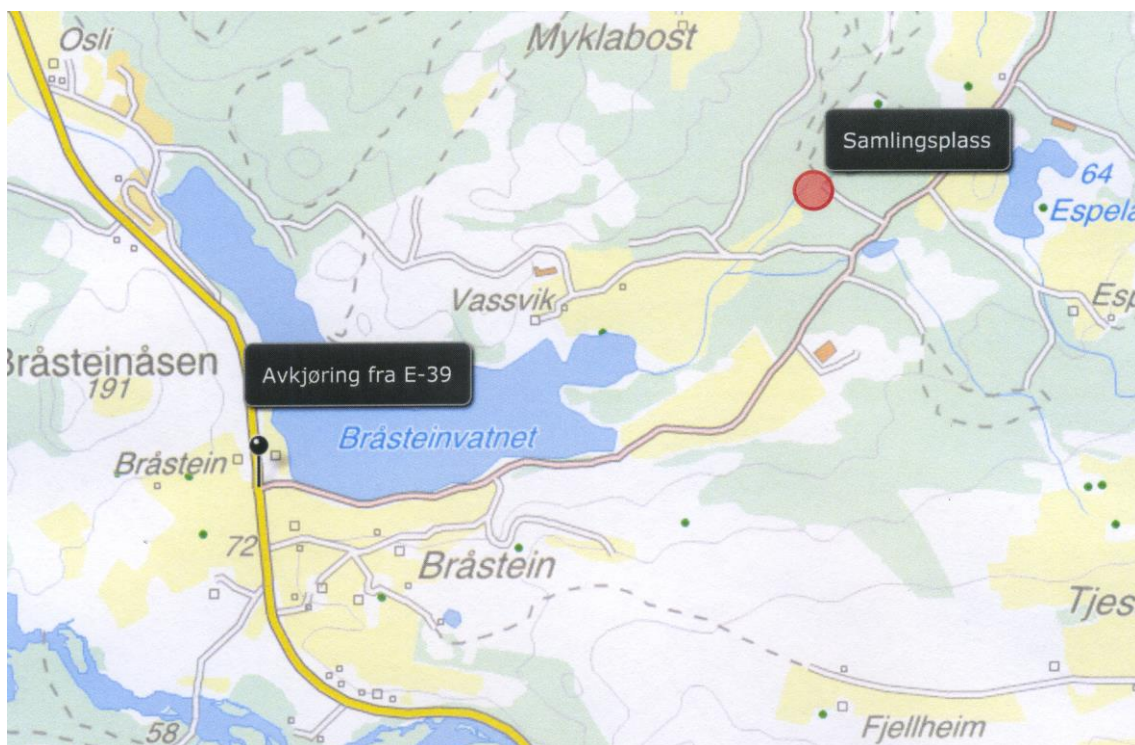 Osli
Myklabost
Samlingsplass
64
Espela
Vassvik
Esp
Bråsteinåsen
191
Avkjøring fra E-39
Bråsteinvatnet
Bråstein
72
Bråstein
Tjes
58
Fjellheim